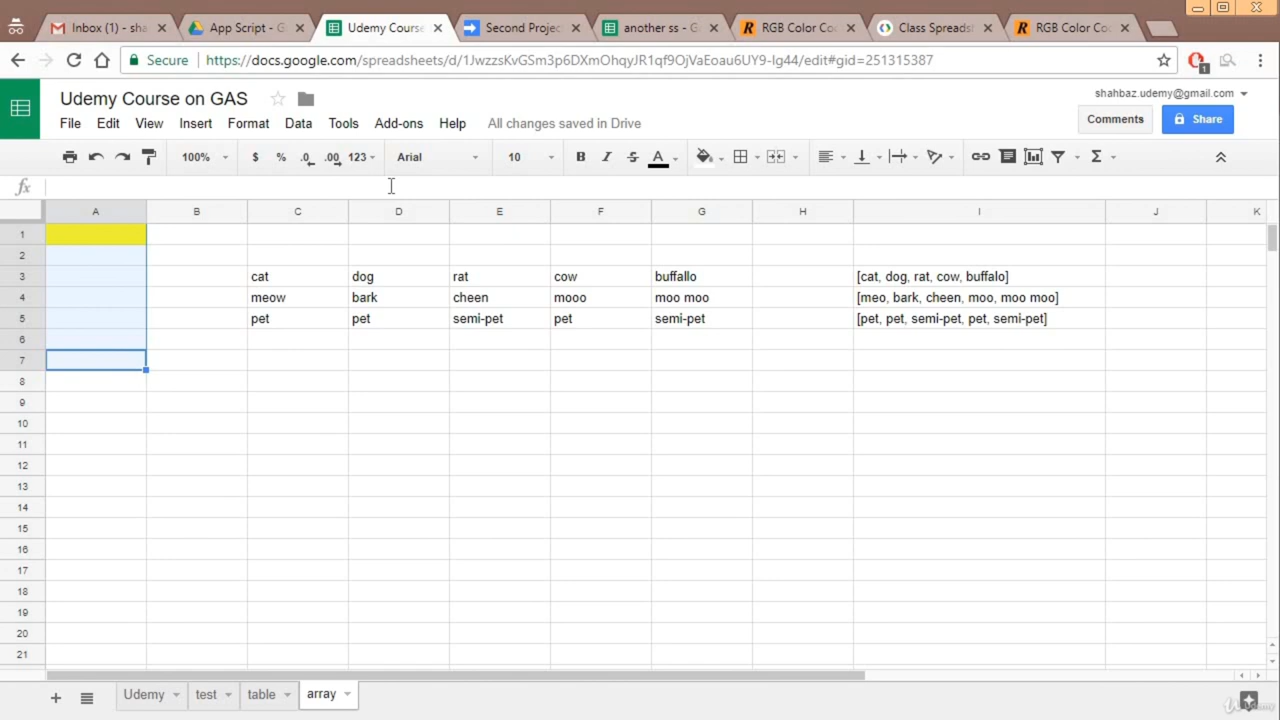 Inbox (1) - sha
App Script - G
Udemy Course
Second Projec
another ss - G
RGB Color Co
Class Spreads
RGB Color Co
Secure
https://docs.google.com/spreadsheets/d/1JwzzsKvGSm3p6DXmOhqyJR1qf9OjVaEoau6UY9-Ig44/edit#gid=251315387
1
Udemy Course on GAS
shahbaz.udemy@gmail.com
File Edit View Insert Format Data Tools Add-ons Help All changes saved in Drive
Comments
Share
100% $ % .0 .00 123 Arial 10 B I S A Σ
fx
A B C D E F G H I J K
1
2
3 cat dog rat cow buffallo [cat, dog, rat, cow, buffalo]
4 meow bark cheen mooo moo moo [meo, bark, cheen, moo, moo moo]
5 pet pet semi-pet pet semi-pet [pet, pet, semi-pet, pet, semi-pet]
6
7
8
9
10
11
12
13
14
15
16
17
18
19
20
21
Udemy test table array
Udemy